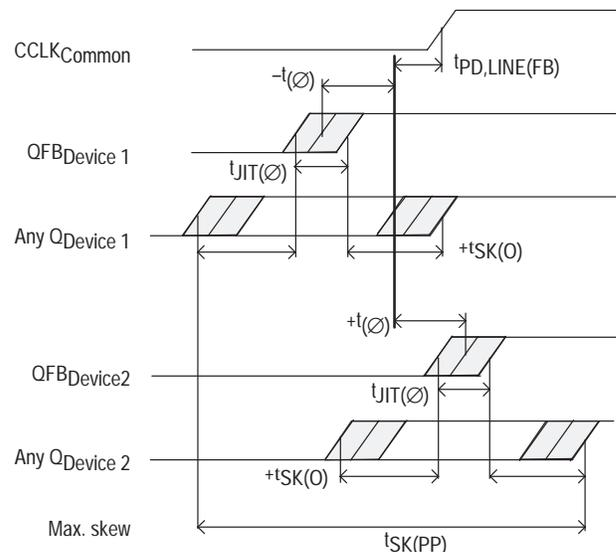 CCLKCommon
tPD,LINE(FB)
–t(∅)
QFBDevice 1
tJIT(∅)
Any QDevice 1
+tSK(O)
+t(∅)
QFBDevice2
tJIT(∅)
Any QDevice 2
+tSK(O)
Max. skew
tSK(PP)